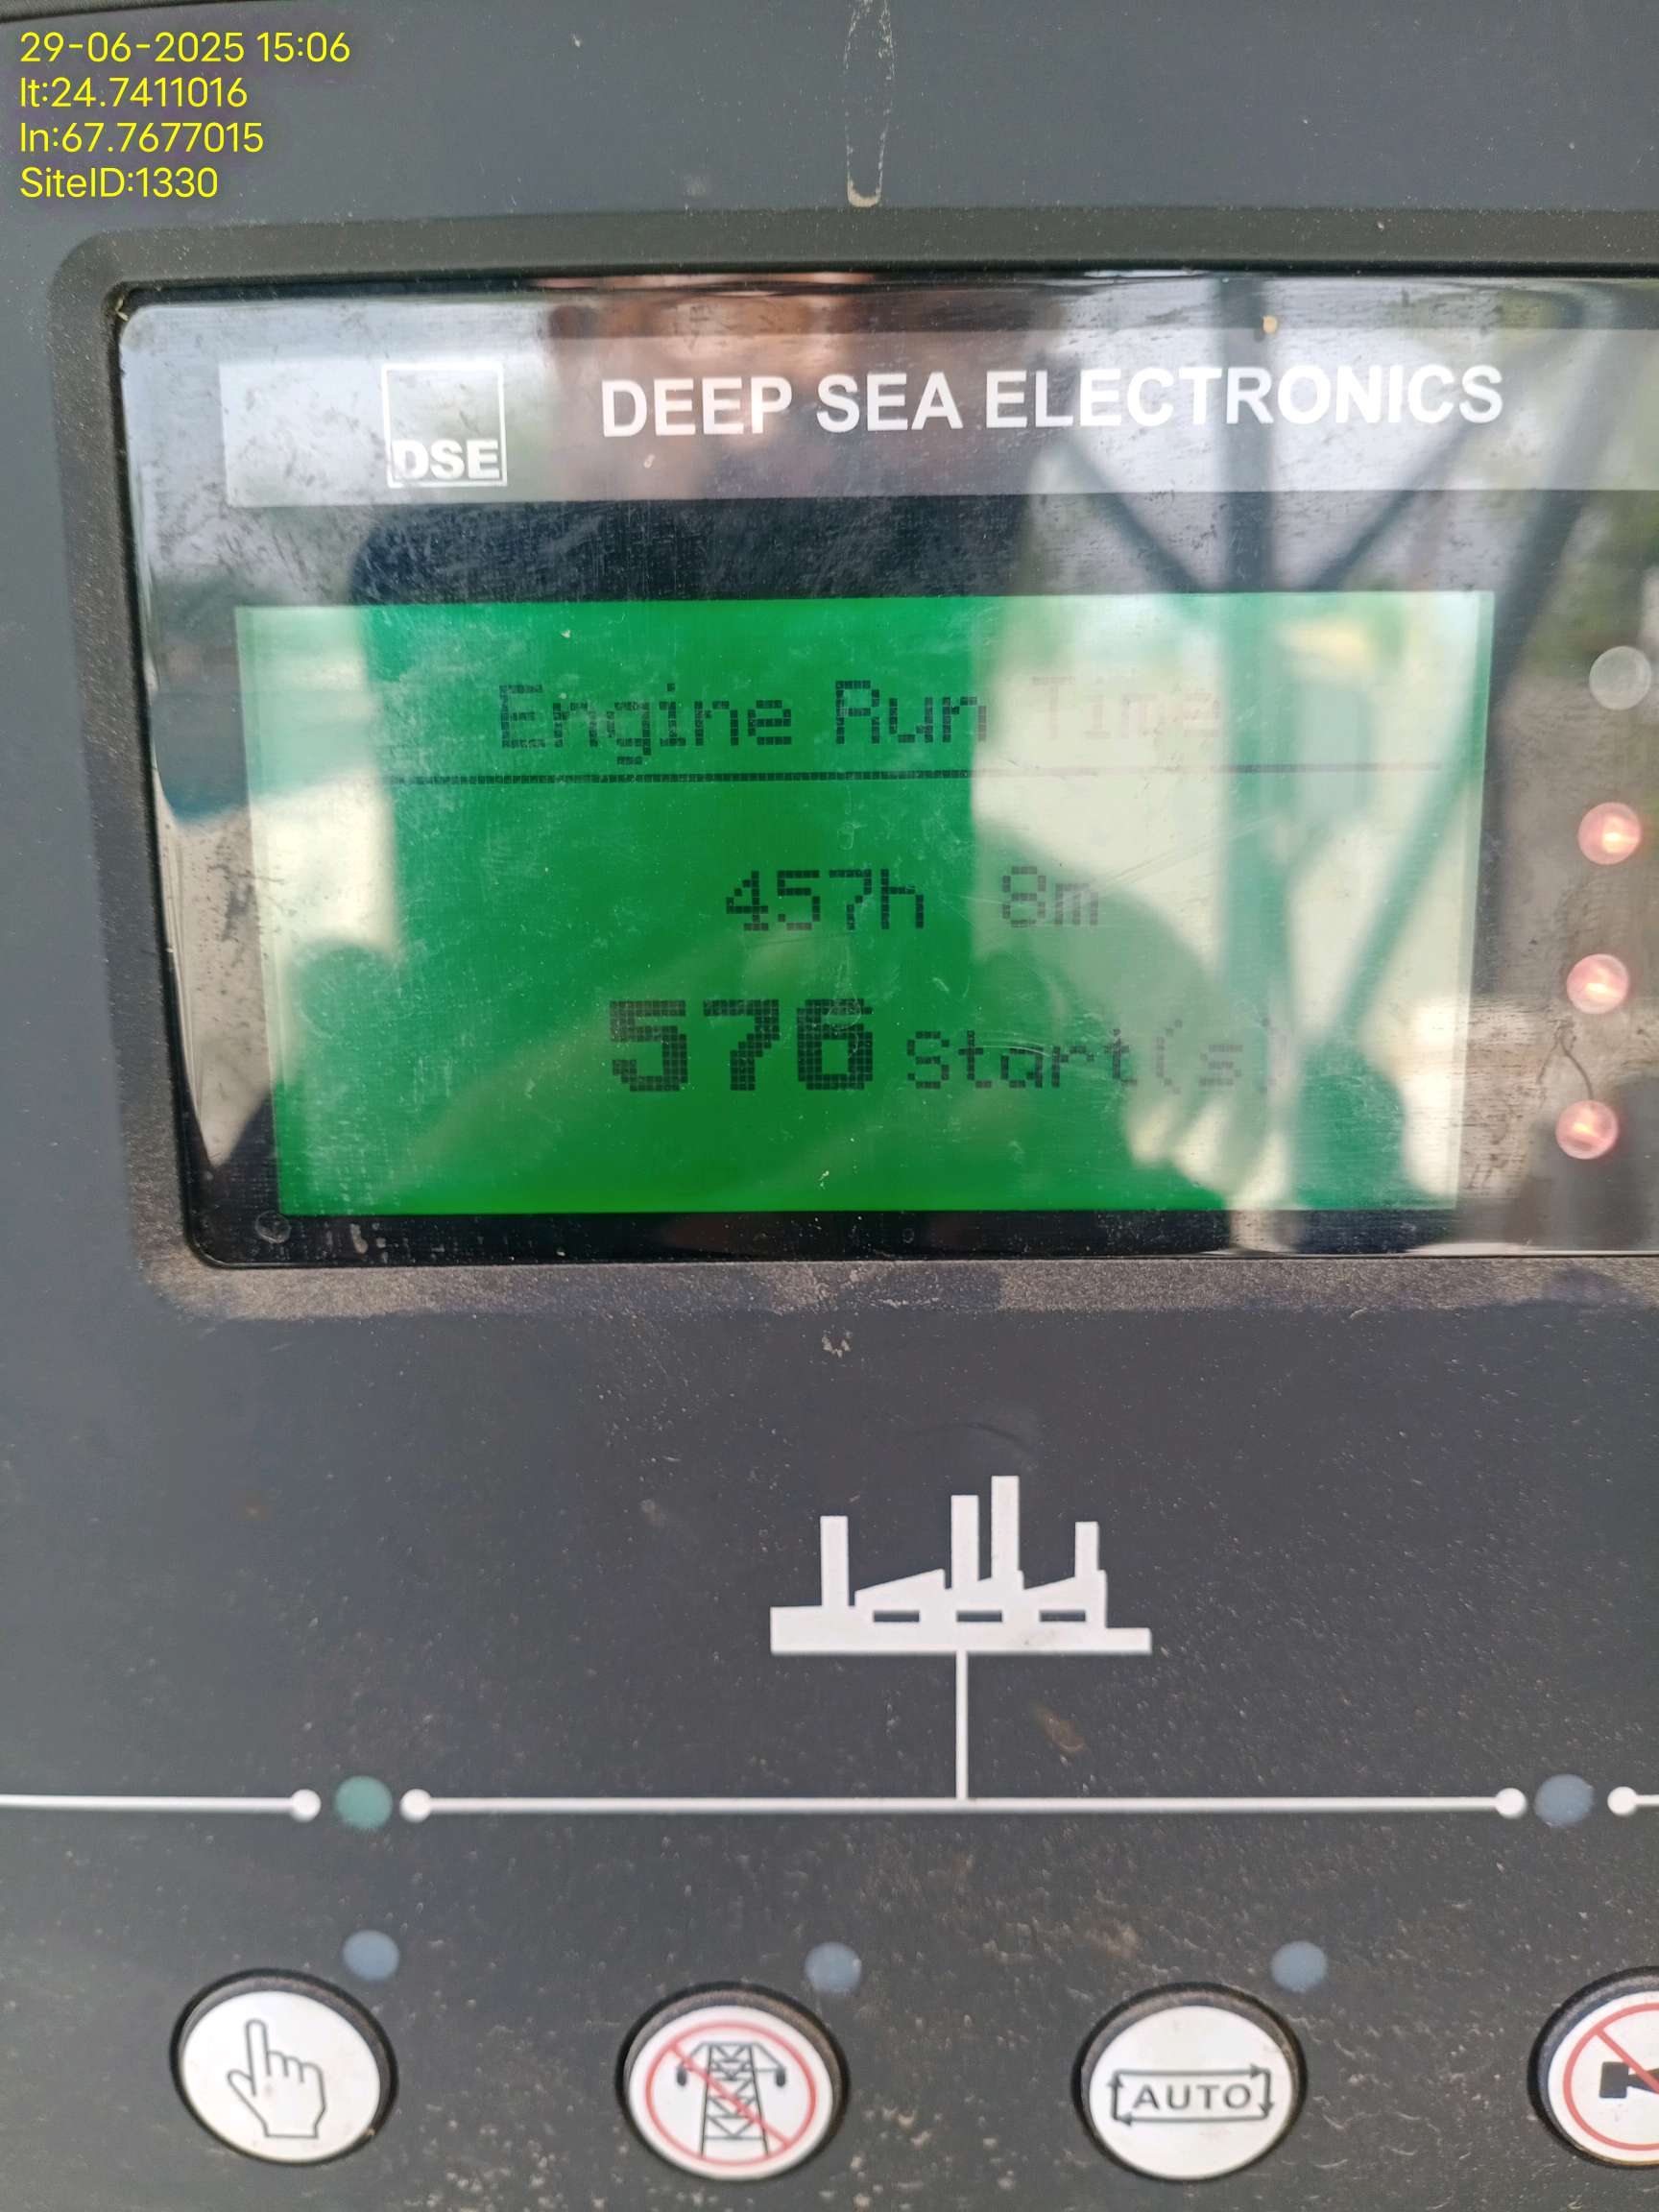 29-06-2025 15:06
lt:24.7411016
ln:67.7677015
SiteID:1330
DSE
DEEP SEA ELECTRONICS
Engine Run Time
457h 8m
576 Start(s)
AUTO